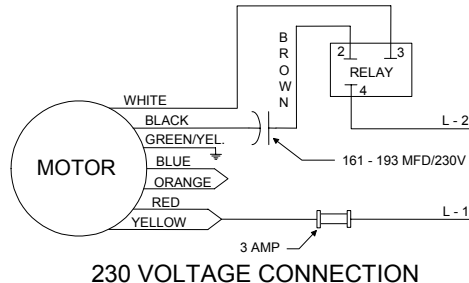 BROWN
2
3
RELAY
4
WHITE
BLACK
L - 2
GREEN/YEL.
MOTOR
BLUE
161 - 193 MFD/230V
ORANGE
RED
L - 1
YELLOW
3 AMP
230 VOLTAGE CONNECTION